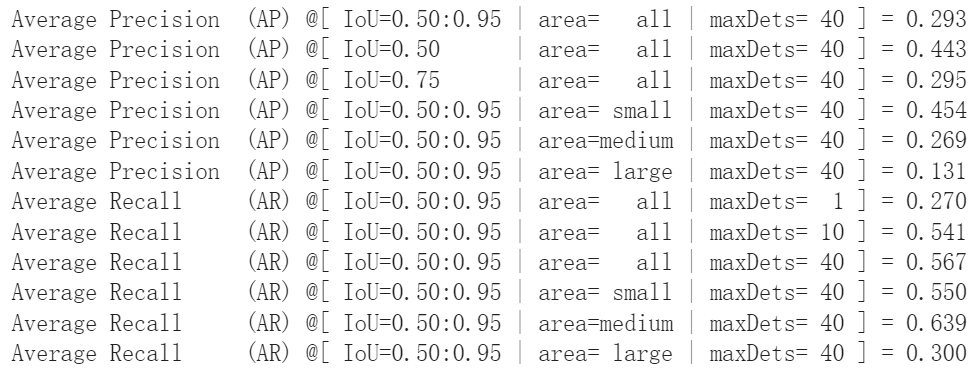 Average Precision  (AP) @[ IoU=0.50:0.95 | area=   all | maxDets= 40 ] = 0.293
Average Precision  (AP) @[ IoU=0.50      | area=   all | maxDets= 40 ] = 0.443
Average Precision  (AP) @[ IoU=0.75      | area=   all | maxDets= 40 ] = 0.295
Average Precision  (AP) @[ IoU=0.50:0.95 | area= small | maxDets= 40 ] = 0.454
Average Precision  (AP) @[ IoU=0.50:0.95 | area=medium | maxDets= 40 ] = 0.269
Average Precision  (AP) @[ IoU=0.50:0.95 | area= large | maxDets= 40 ] = 0.131
Average Recall     (AR) @[ IoU=0.50:0.95 | area=   all | maxDets=  1 ] = 0.270
Average Recall     (AR) @[ IoU=0.50:0.95 | area=   all | maxDets= 10 ] = 0.541
Average Recall     (AR) @[ IoU=0.50:0.95 | area=   all | maxDets= 40 ] = 0.567
Average Recall     (AR) @[ IoU=0.50:0.95 | area= small | maxDets= 40 ] = 0.550
Average Recall     (AR) @[ IoU=0.50:0.95 | area=medium | maxDets= 40 ] = 0.639
Average Recall     (AR) @[ IoU=0.50:0.95 | area= large | maxDets= 40 ] = 0.300